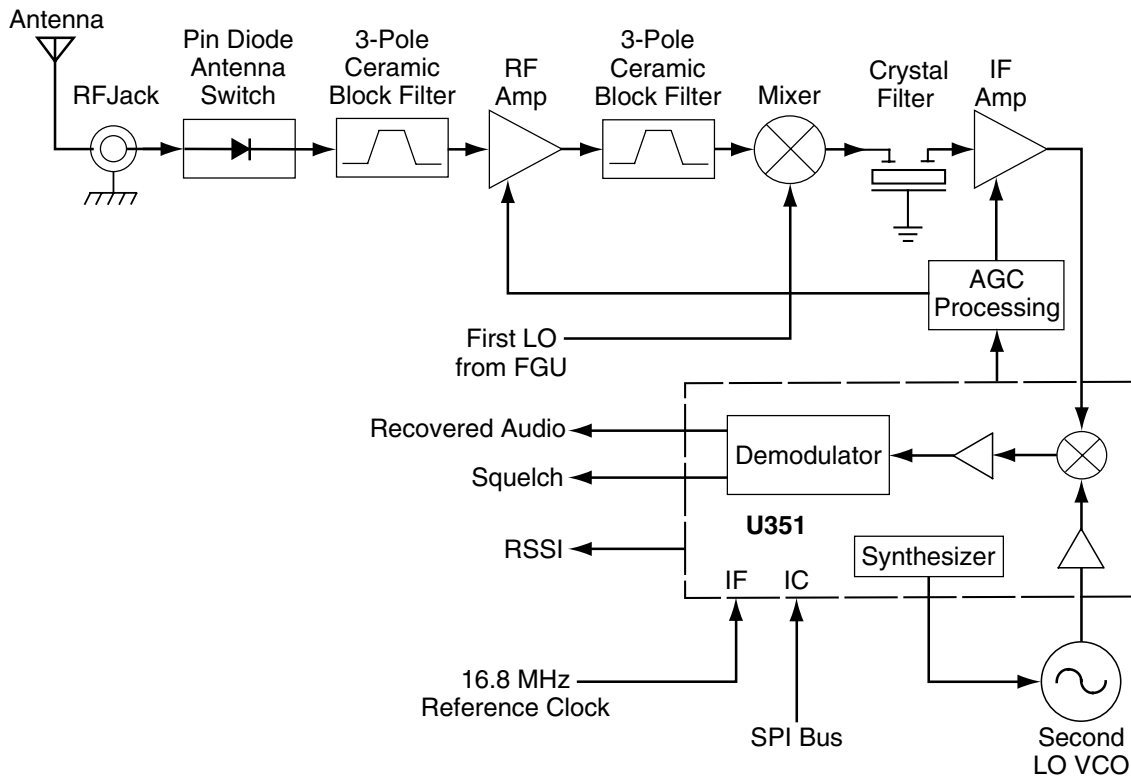 Antenna
RFJack
Pin Diode
Antenna
Switch
3-Pole
Ceramic
Block Filter
RF
Amp
3-Pole
Ceramic
Block Filter
Mixer
Crystal
Filter
IF
Amp
AGC
Processing
First LO
from FGU
Recovered Audio
Squelch
RSSI
Demodulator
U351
Synthesizer
IF
IC
16.8 MHz
Reference Clock
SPI Bus
Second
LO VCO